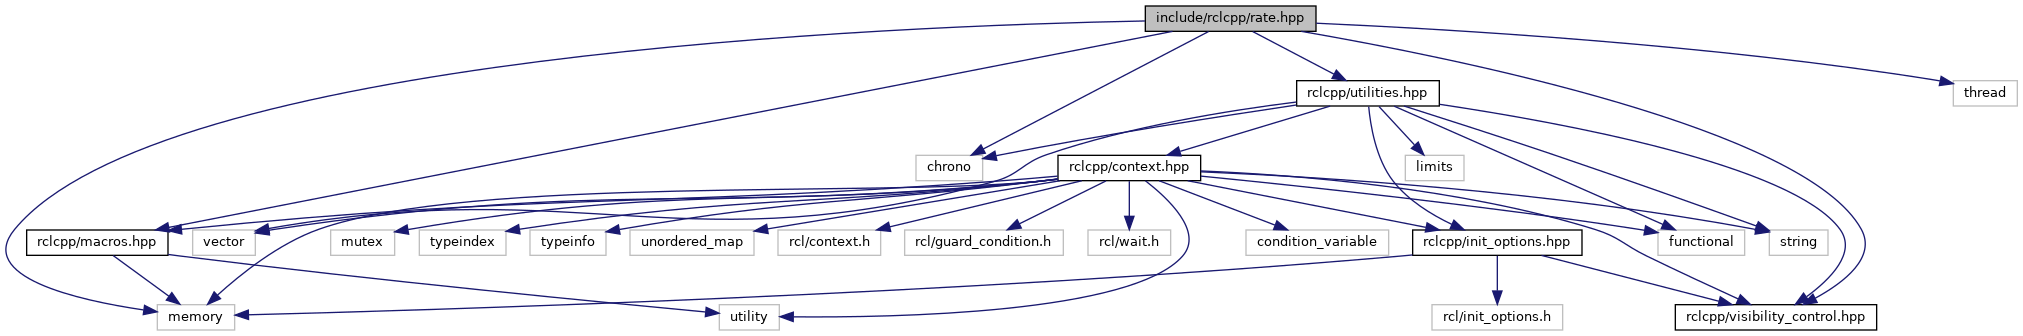 include/rclcpp/rate.hpp
rclcpp/utilities.hpp
thread
chrono
rclcpp/context.hpp
limits
rclcpp/macros.hpp
vector
mutex
typeindex
typeinfo
unordered_map
rcl/context.h
rcl/guard_condition.h
rcl/wait.h
condition_variable
rclcpp/init_options.hpp
functional
string
memory
utility
rcl/init_options.h
rclcpp/visibility_control.hpp